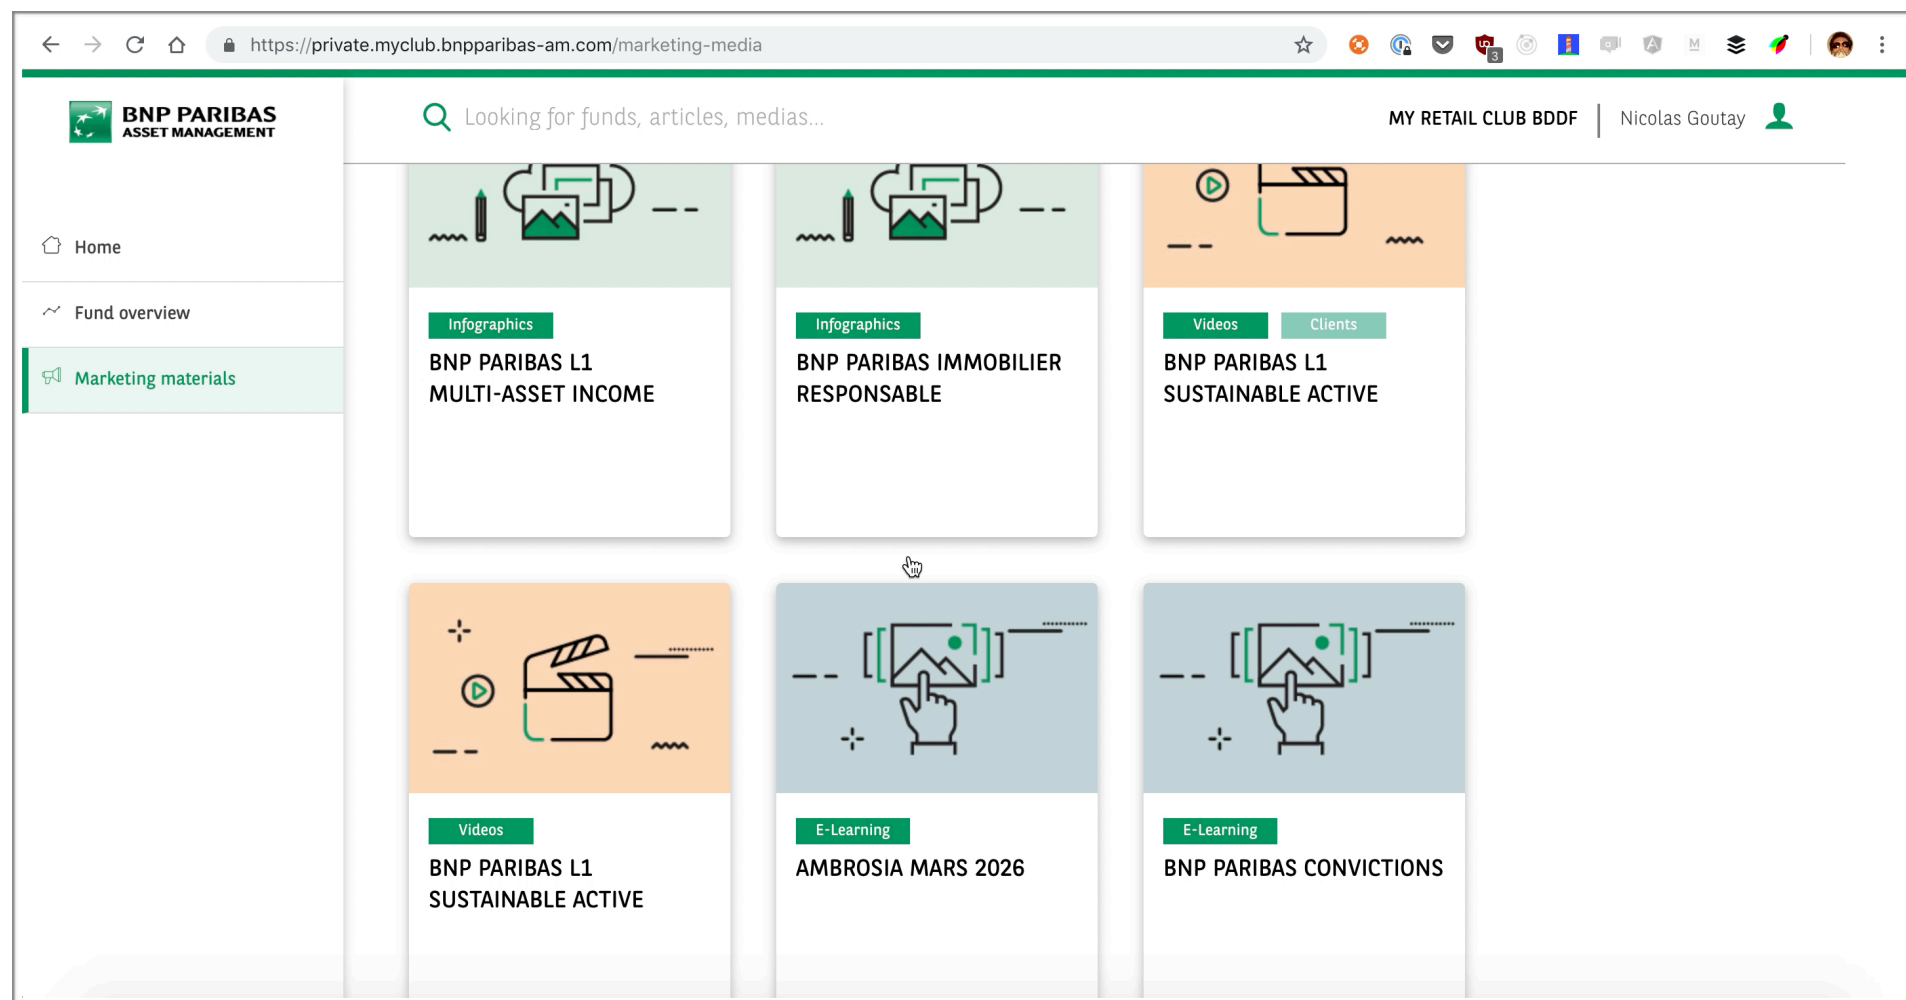 https://private.myclub.bnpparibas-am.com/marketing-media
3
BNP PARIBAS
ASSET MANAGEMENT
Looking for funds, articles, medias...
MY RETAIL CLUB BDDF
Nicolas Goutay
Home
Fund overview
Marketing materials
Infographics
BNP PARIBAS L1
MULTI-ASSET INCOME
Infographics
BNP PARIBAS IMMOBILIER
RESPONSABLE
Videos
Clients
BNP PARIBAS L1
SUSTAINABLE ACTIVE
Videos
BNP PARIBAS L1
SUSTAINABLE ACTIVE
E-Learning
AMBROSIA MARS 2026
E-Learning
BNP PARIBAS CONVICTIONS